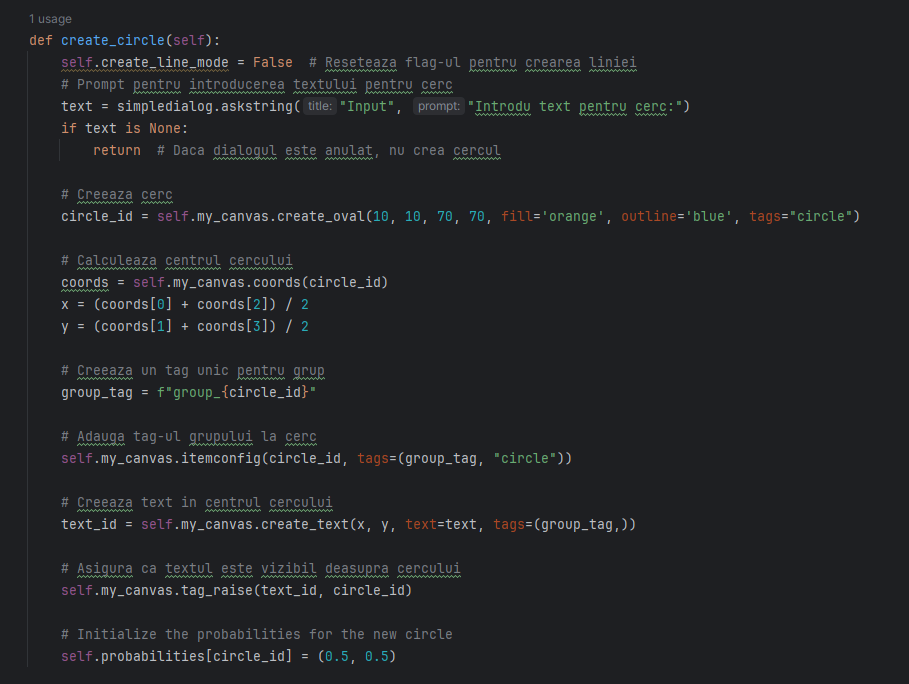 1 usage
def create_circle(self):
    self.create_line_mode = False  # Reseteaza flag-ul pentru crearea liniei
    # Prompt pentru introducerea textului pentru cerc
    text = simpledialog.askstring( title: "Input",  prompt: "Introdu text pentru cerc:")
    if text is None:
        return  # Daca dialogul este anulat, nu crea cercul

    # Creeaza cerc
    circle_id = self.my_canvas.create_oval(10, 10, 70, 70, fill='orange', outline='blue', tags="circle")

    # Calculeaza centrul cercului
    coords = self.my_canvas.coords(circle_id)
    x = (coords[0] + coords[2]) / 2
    y = (coords[1] + coords[3]) / 2

    # Creeaza un tag unic pentru grup
    group_tag = f"group_{circle_id}"

    # Adauga tag-ul grupului la cerc
    self.my_canvas.itemconfig(circle_id, tags=(group_tag, "circle"))

    # Creeaza text in centrul cercului
    text_id = self.my_canvas.create_text(x, y, text=text, tags=(group_tag,))

    # Asigura ca textul este vizibil deasupra cercului
    self.my_canvas.tag_raise(text_id, circle_id)

    # Initialize the probabilities for the new circle
    self.probabilities[circle_id] = (0.5, 0.5)